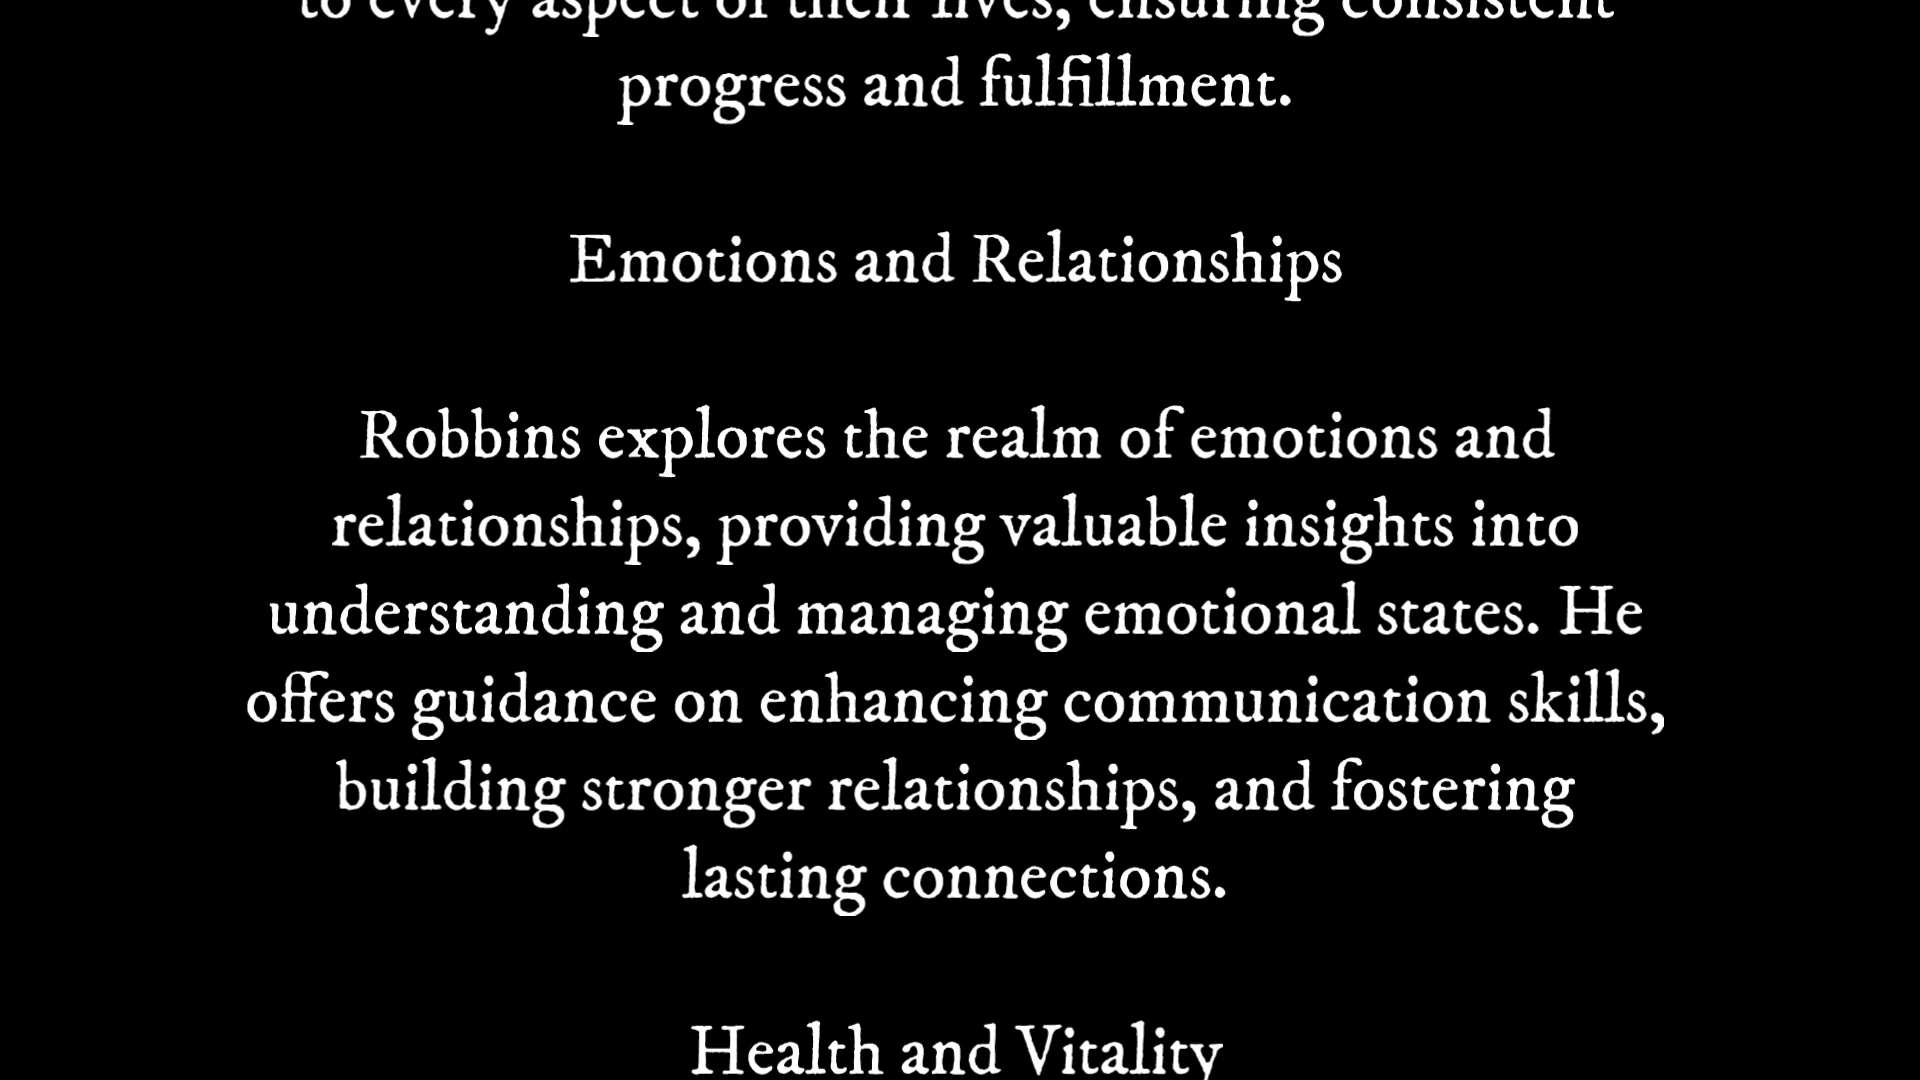 to every aspect of their lives, ensuring consistent
progress and fulfillment.
Emotions and Relationships
Robbins explores the realm of emotions and
relationships, providing valuable insights into
understanding and managing emotional states. He
offers guidance on enhancing communication skills,
building stronger relationships, and fostering
lasting connections.
Health and Vitality